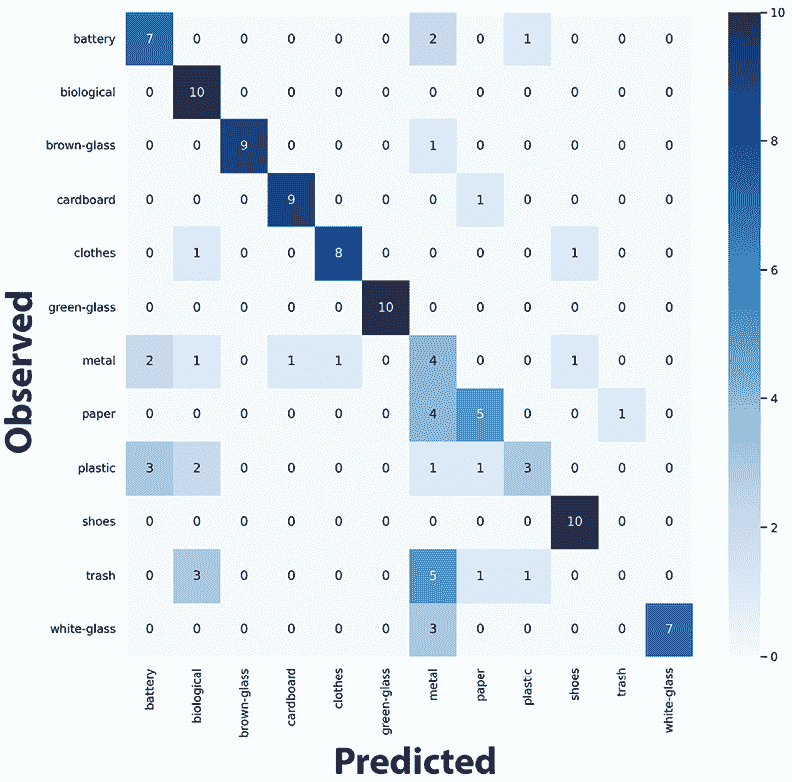 battery 7 0 0 0 0 0 2 0 1 0 0 0
biological 0 10 0 0 0 0 0 0 0 0 0 0
brown-glass 0 0 9 0 0 0 1 0 0 0 0 0
cardboard 0 0 0 9 0 0 0 1 0 0 0 0
clothes 0 1 0 0 8 0 0 0 0 1 0 0
green-glass 0 0 0 0 0 10 0 0 0 0 0 0
metal 2 1 0 1 1 0 4 0 0 1 0 0
paper 0 0 0 0 0 0 4 5 0 0 1 0
plastic 3 2 0 0 0 0 1 1 3 0 0 0
shoes 0 0 0 0 0 0 0 0 0 10 0 0
trash 0 3 0 0 0 0 5 1 1 0 0 0
white-glass 0 0 0 0 0 0 3 0 0 0 0 7
battery biological brown-glass cardboard clothes green-glass metal paper plastic shoes trash white-glass
Observed
Predicted
10
8
6
4
2
0